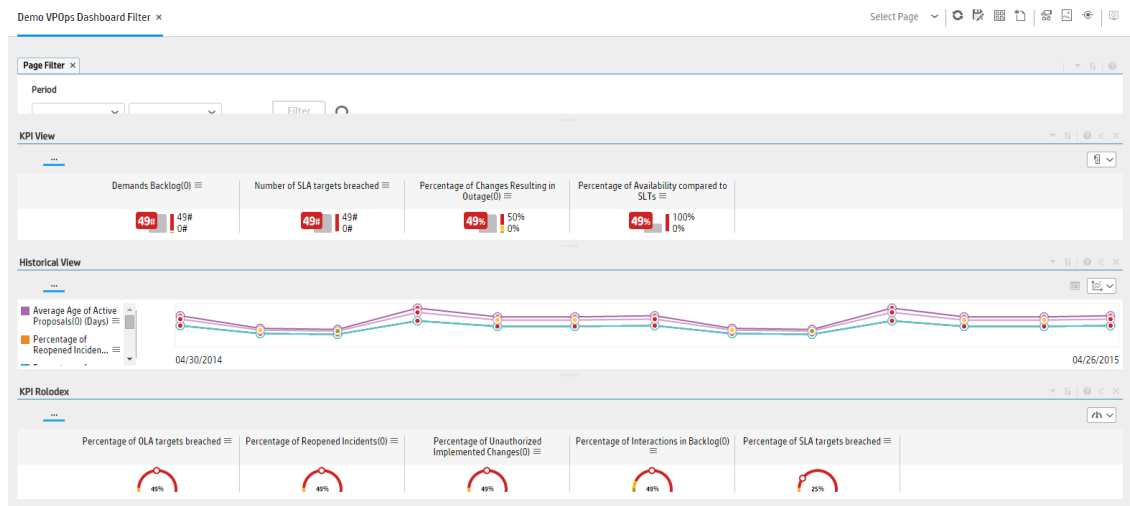 Demo VPOps Dashboard Filter ×
Select Page
Page Filter ×
Period
Filter
KPI View
...
Demands Backlog(0)
Number of SLA targets breached
Percentage of Changes Resulting in
Outage(0)
Percentage of Availability compared to
SLTs
49#
49#
0#
49#
49#
0#
49%
50%
0%
49%
100%
0%
Historical View
...
Average Age of Active
Proposals(0) (Days)
Percentage of
Reopened Inciden...
04/30/2014
04/26/2015
KPI Rolodex
...
Percentage of OLA targets breached
Percentage of Reopened Incidents(0)
Percentage of Unauthorized
Implemented Changes(0)
Percentage of Interactions in Backlog(0)
Percentage of SLA targets breached
49%
49%
49%
49%
25%